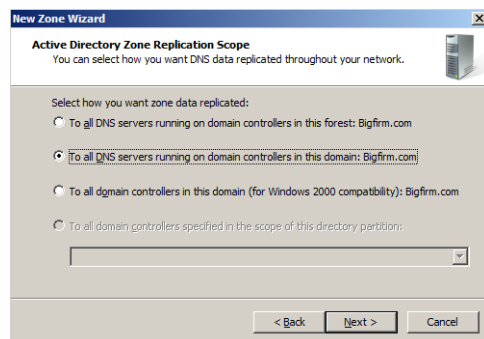 New Zone Wizard
Active Directory Zone Replication Scope
You can select how you want DNS data replicated throughout your network.
Select how you want zone data replicated:
To all DNS servers running on domain controllers in this forest: Bigfirm.com
To all DNS servers running on domain controllers in this domain: Bigfirm.com
To all domain controllers in this domain (for Windows 2000 compatibility): Bigfirm.com
To all domain controllers specified in the scope of this directory partition:
< Back Next > Cancel